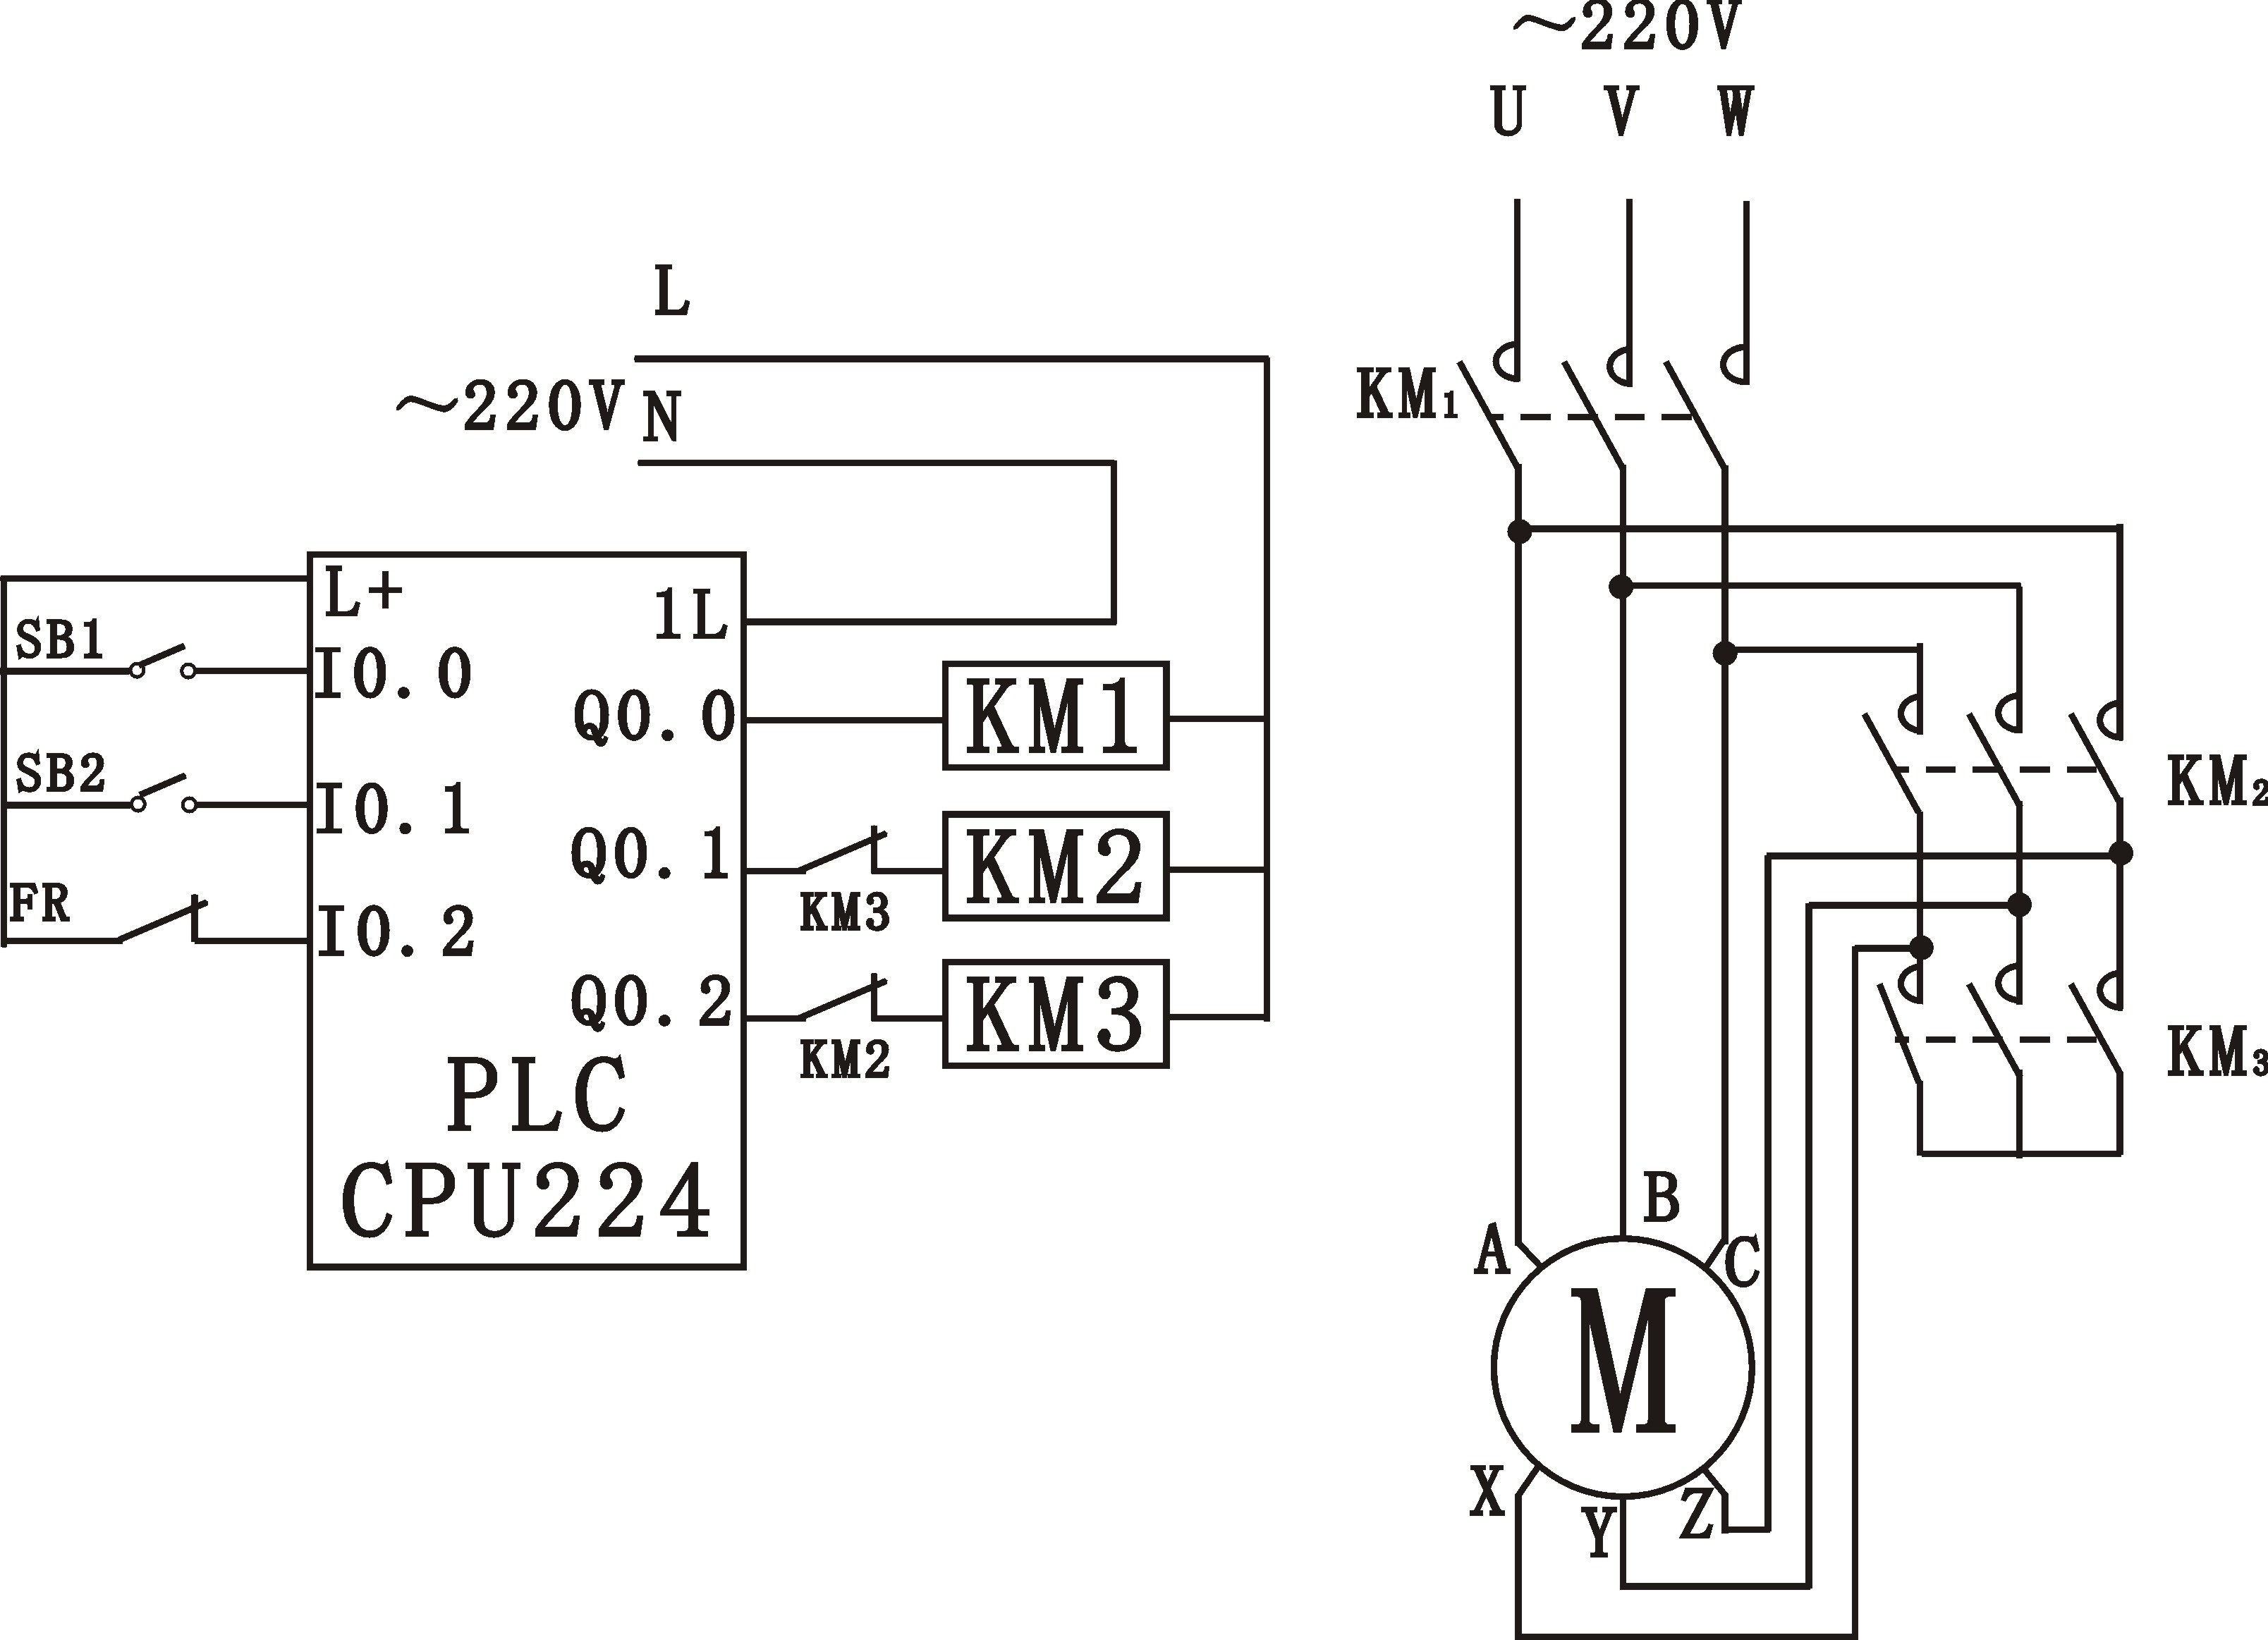 L
～220V N
L+
SB1
I0.0
SB2
I0.1
FR
I0.2
1L
Q0.0
KM1
Q0.1
KM3
KM2
Q0.2
KM2
KM3
PLC
CPU224
～220V
U V W
KM₁
KM₂
KM₃
A B C
M
X Y Z